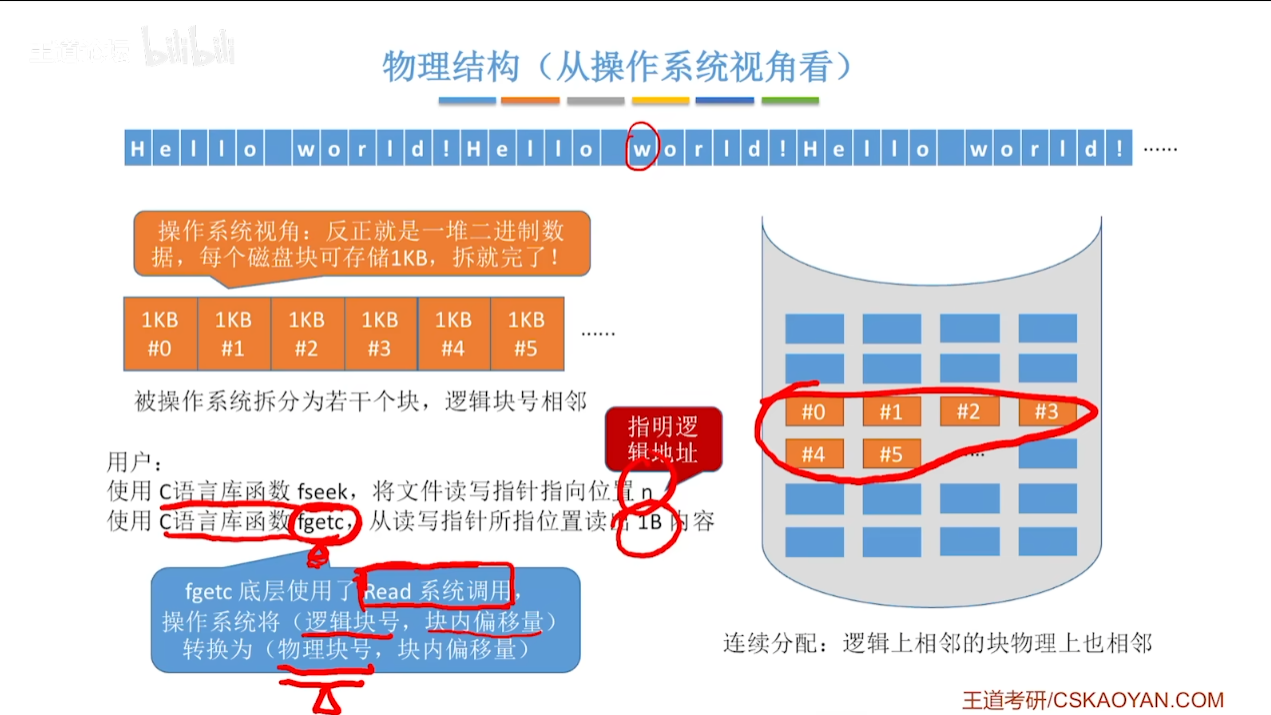 王道论坛 bilibili
物理结构（从操作系统视角看）
Hello world!Hello world!Hello world! ……
操作系统视角：反正就是一堆二进制数
据，每个磁盘块可存储1KB，拆就完了！
1KB 1KB 1KB 1KB 1KB 1KB
#0 #1 #2 #3 #4 #5 ……
被操作系统拆分为若干个块，逻辑块号相邻
指明逻
辑地址
用户：
使用 C语言库函数 fseek，将文件读写指针指向位置 n
使用 C语言库函数 fgetc，从读写指针所指位置读出 1B 内容
fgetc 底层使用了 Read 系统调用，
操作系统将（逻辑块号，块内偏移量）
转换为（物理块号，块内偏移量）
#0 #1 #2 #3
#4 #5 ……
连续分配：逻辑上相邻的块物理上也相邻
王道考研/CSKAOYAN.COM